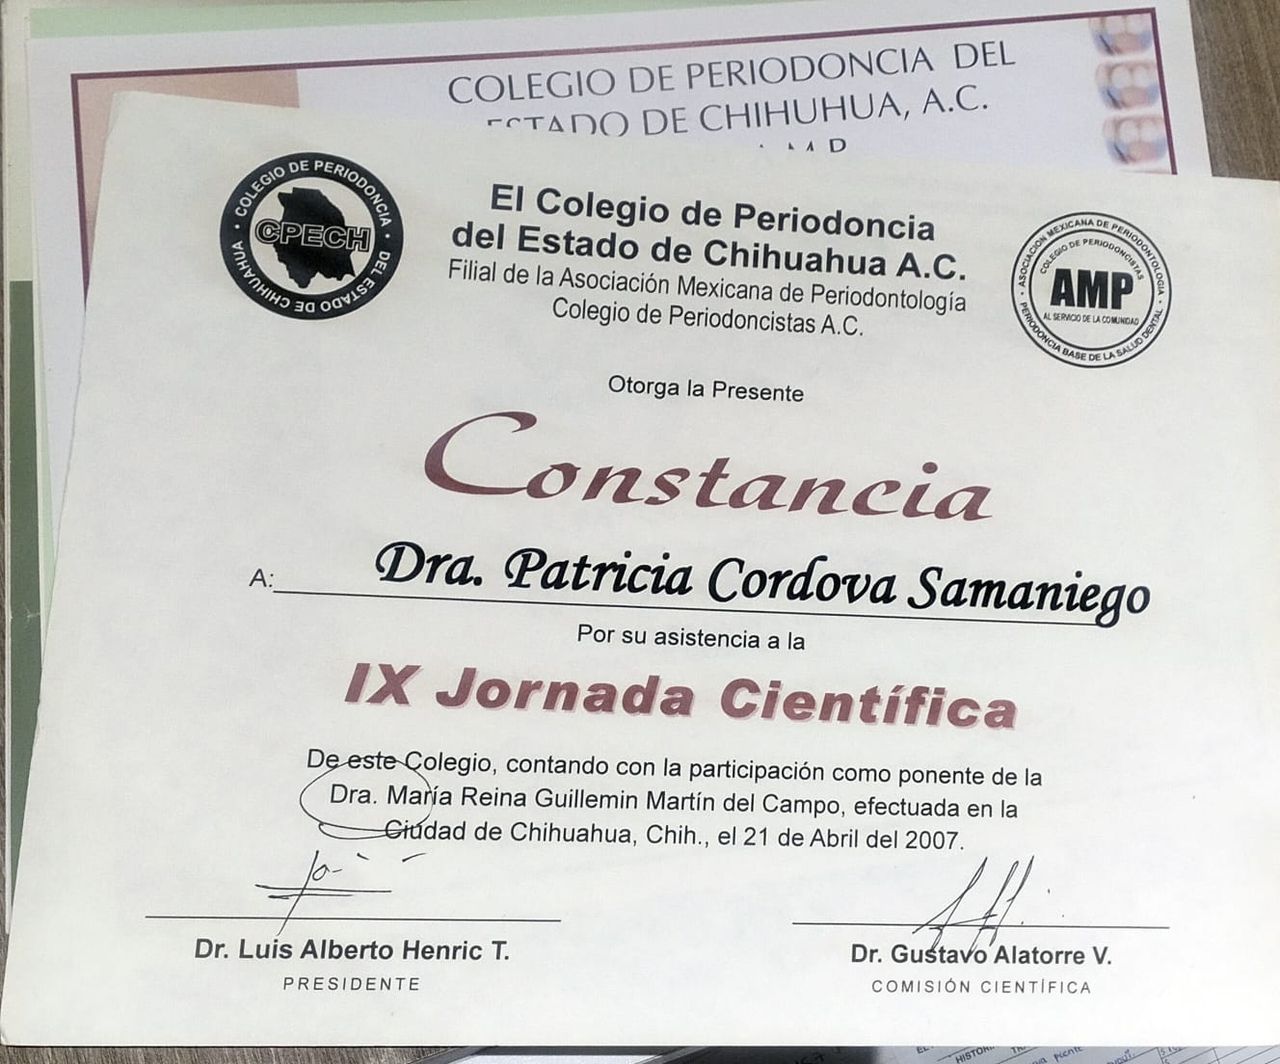 COLEGIO DE PERIODONCIA DEL
ESTADO DE CHIHUHUA, A.C.
COLEGIO DE PERIODONCIA DEL ESTADO DE CHIHUAHUA
CPECH
El Colegio de Periodoncia
del Estado de Chihuahua A.C.
Filial de la Asociación Mexicana de Periodontología
Colegio de Periodoncistas A.C.
ASOCIACION MEXICANA DE PERIODONTOLOGIA
COLEGIO DE PERIODONCISTAS
AMP
AL SERVICIO DE LA COMUNIDAD
PERIODONCIA BASE DE LA SALUD DENTAL
Otorga la Presente
Constancia
A: Dra. Patricia Cordova Samaniego
Por su asistencia a la
IX Jornada Científica
De este Colegio, contando con la participación como ponente de la
Dra. María Reina Guillemin Martín del Campo, efectuada en la
Ciudad de Chihuahua, Chih., el 21 de Abril del 2007.
Dr. Luis Alberto Henric T.
PRESIDENTE
Dr. Gustavo Alatorre V.
COMISIÓN CIENTÍFICA